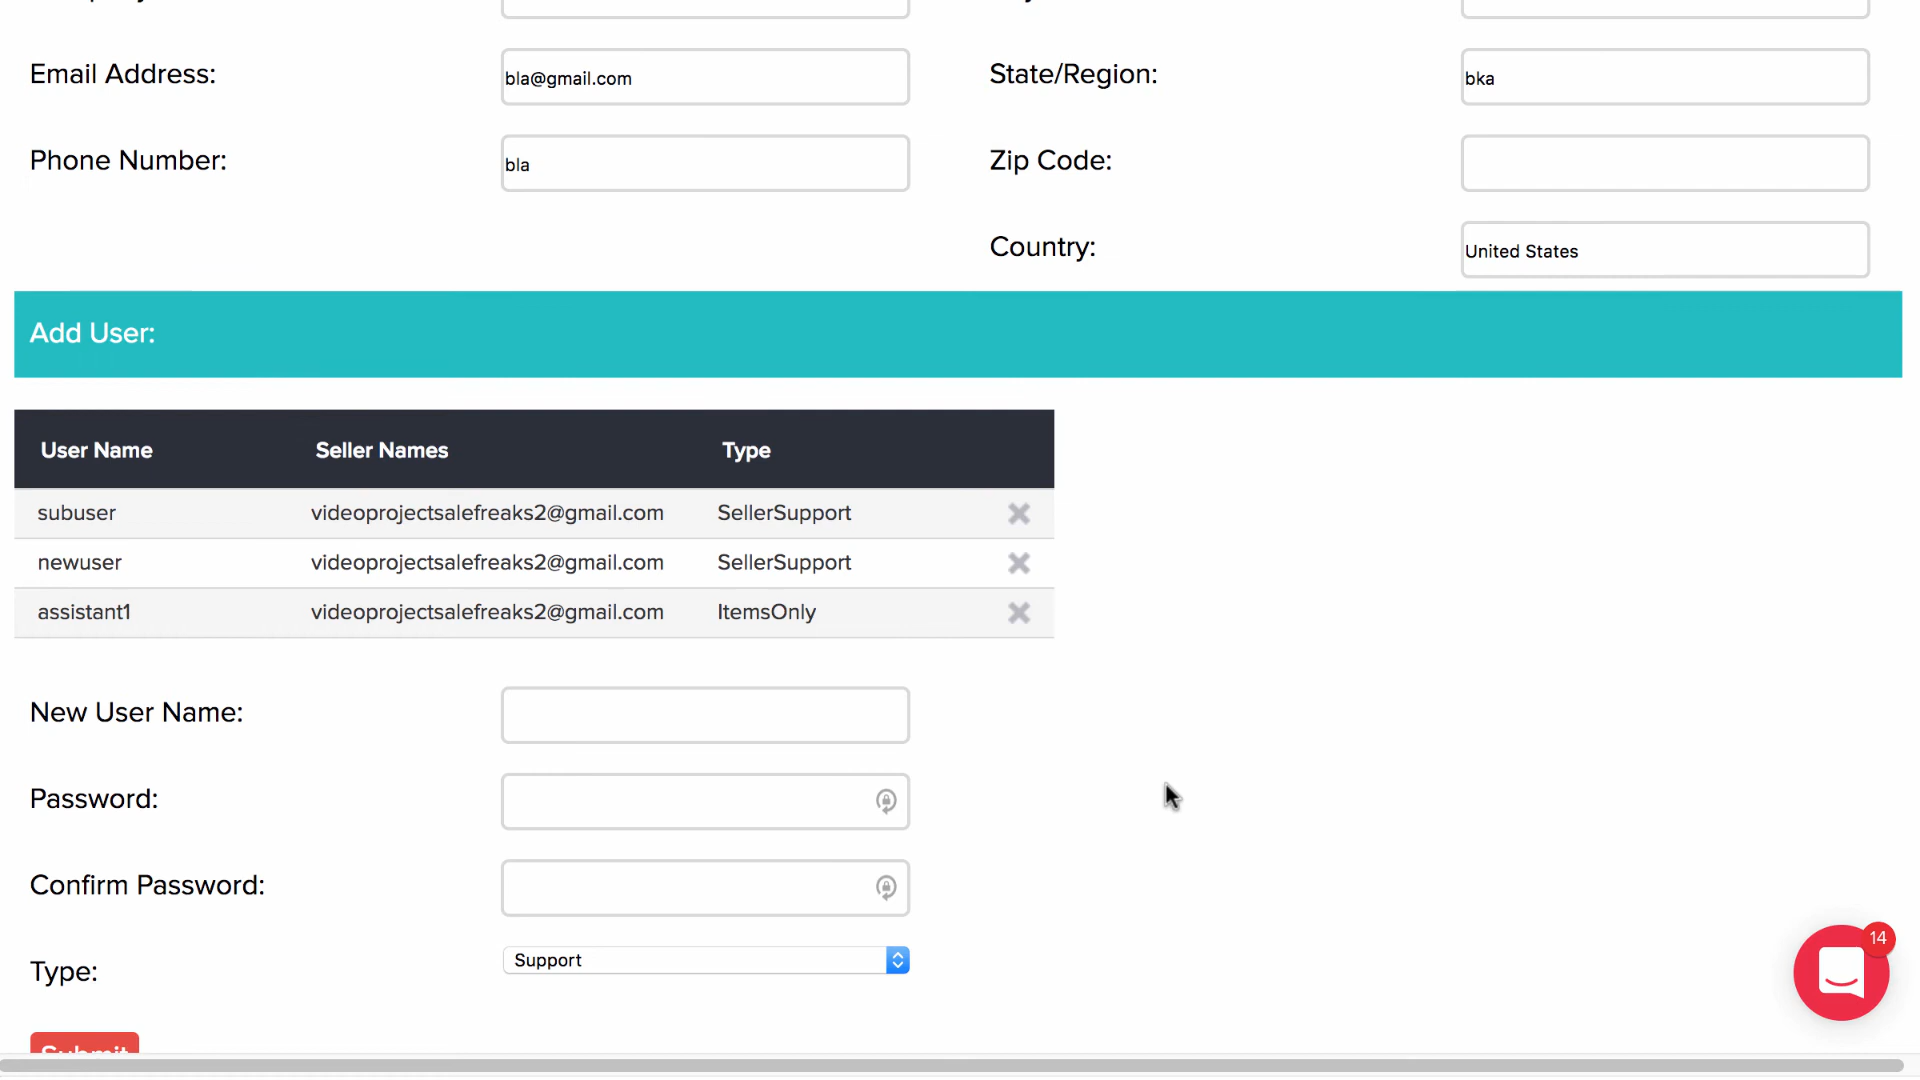 Email Address: bla@gmail.com State/Region: bka
Phone Number: bla Zip Code:
Country: United States
Add User:
User Name Seller Names Type
subuser videoprojectsalefreaks2@gmail.com SellerSupport
newuser videoprojectsalefreaks2@gmail.com SellerSupport
assistant1 videoprojectsalefreaks2@gmail.com ItemsOnly
New User Name:
Password:
Confirm Password:
14
Type: Support
Submit